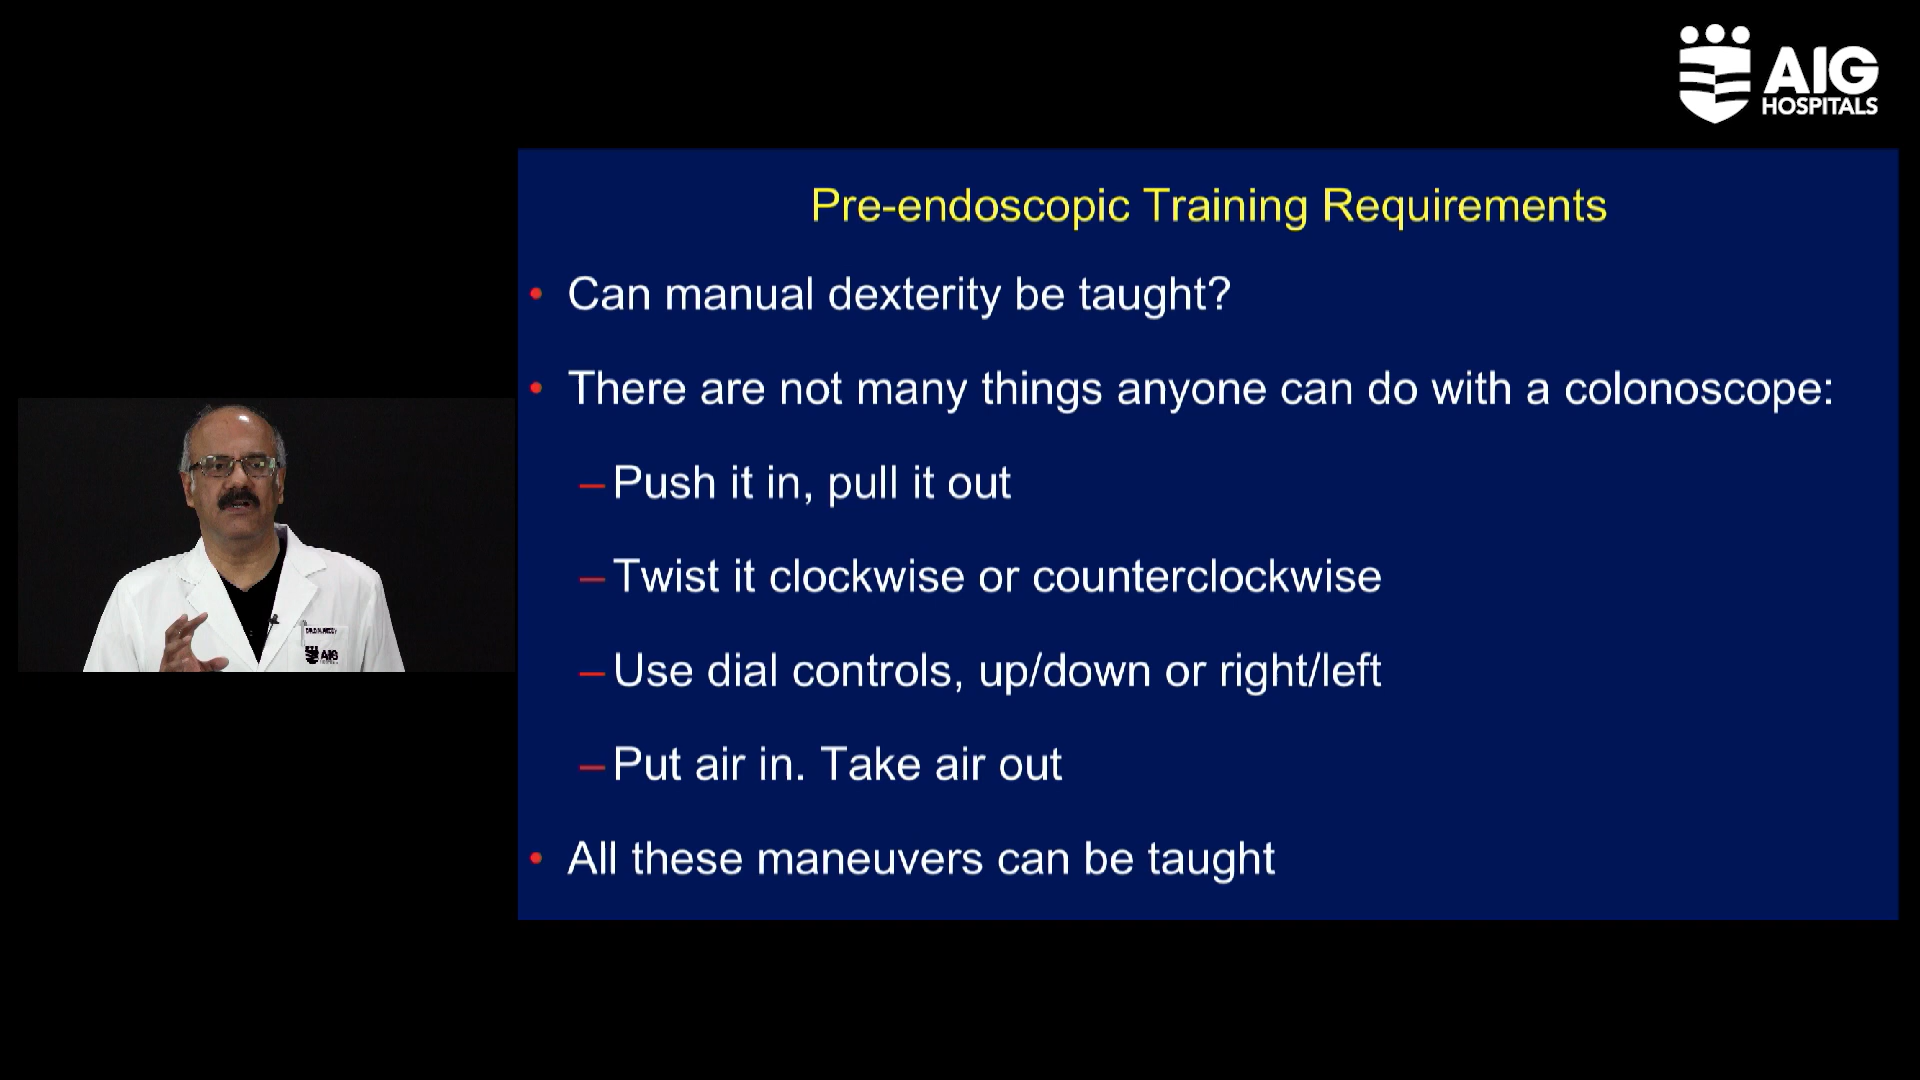 AIG
HOSPITALS
Pre-endoscopic Training Requirements
• Can manual dexterity be taught?
• There are not many things anyone can do with a colonoscope:
– Push it in, pull it out
– Twist it clockwise or counterclockwise
– Use dial controls, up/down or right/left
– Put air in. Take air out
• All these maneuvers can be taught
AIG